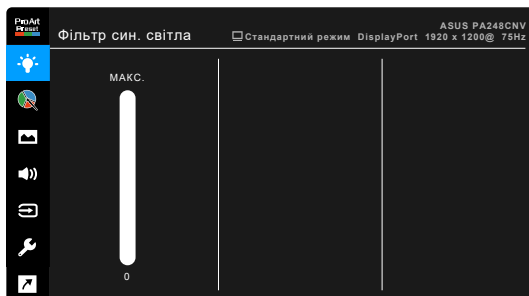 ProArt
Preset
Фільтр син. світла
ASUS PA248CNV
Стандартний режим DisplayPort 1920 x 1200@ 75Hz
МАКС.
0